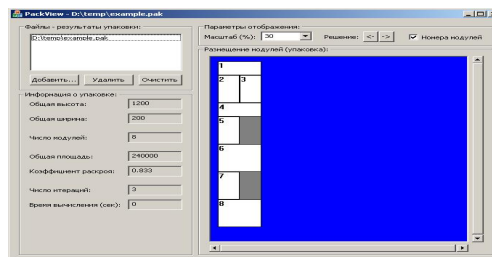 PackView - D:\temp\example.pak
Файлы - результаты упаковки:
D:\temp\example.pak
Добавить... Удалить Очистить
Информация о упаковке:
Общая высота: 1200
Общая ширина: 200
Число модулей: 8
Общая площадь: 240000
Коэффициент раскроя: 0.833
Число итераций: 3
Время вычисления (сек): 0
Параметры отображения:
Масштаб (%): 30 Решение: <- -> Номера модулей
Размещение модулей (упаковка):
1
2 3
4
5
6
7
8